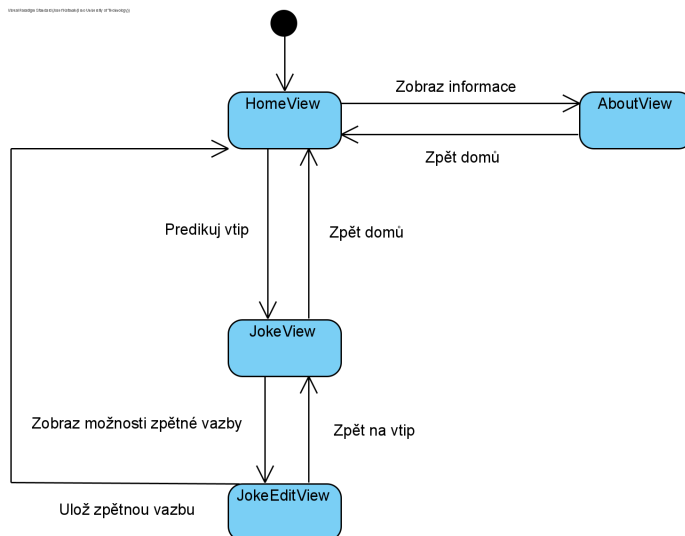 HomeView
Zobraz informace
AboutView
Zpět domů
Predikuj vtip
Zpět domů
JokeView
Zobraz možnosti zpětné vazby
Zpět na vtip
JokeEditView
Ulož zpětnou vazbu